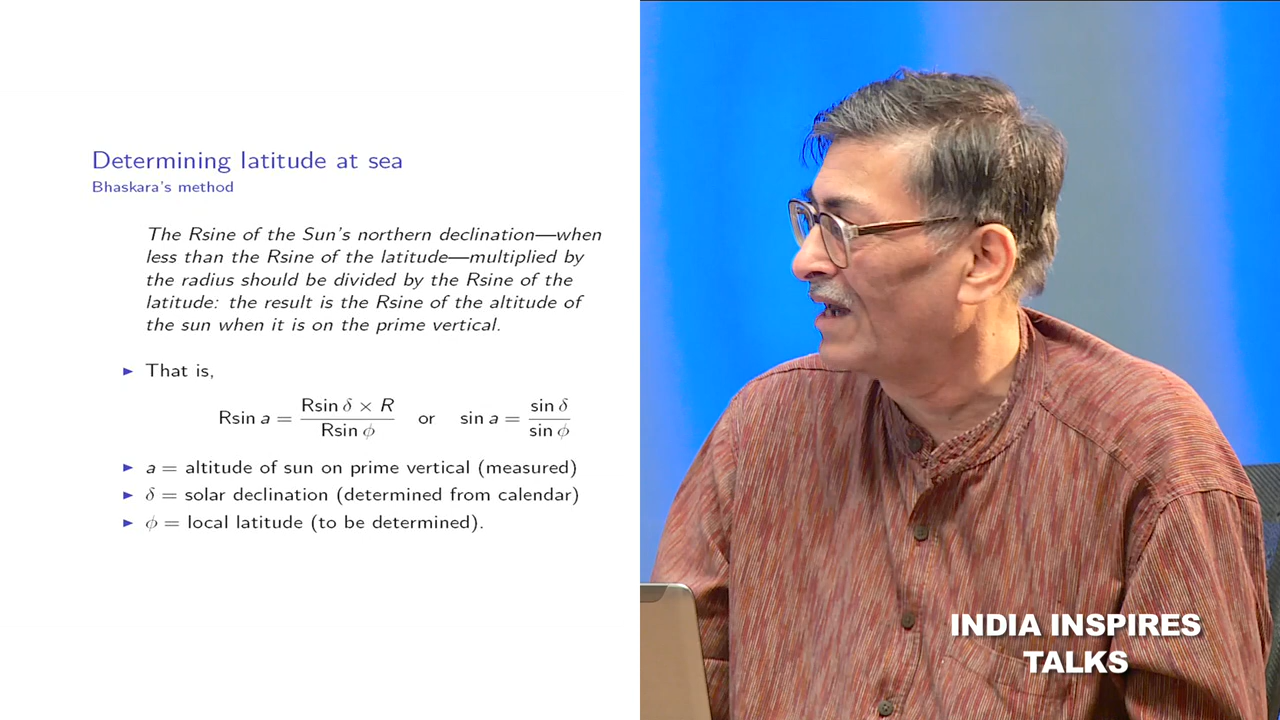 Determining latitude at sea
Bhaskara's method
The Rsine of the Sun's northern declination—when
less than the Rsine of the latitude—multiplied by
the radius should be divided by the Rsine of the
latitude: the result is the Rsine of the altitude of
the sun when it is on the prime vertical.
► That is,
Rsin a = (Rsin δ × R) / (Rsin ϕ) or sin a = (sin δ) / (sin ϕ)
► a = altitude of sun on prime vertical (measured)
► δ = solar declination (determined from calendar)
► ϕ = local latitude (to be determined).
INDIA INSPIRES
TALKS